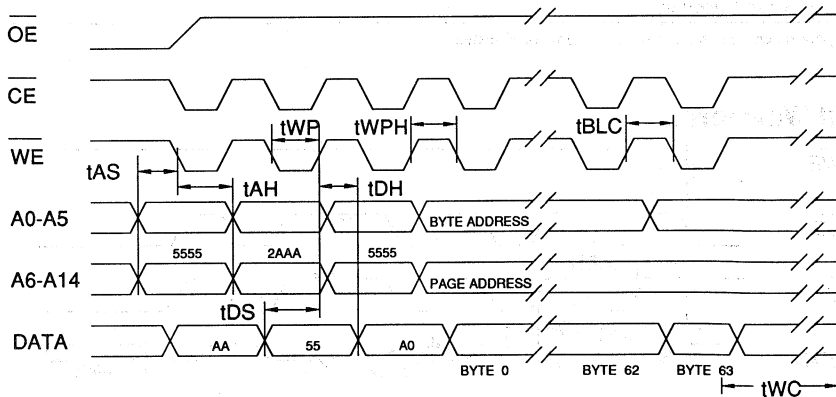 OE
CE
tWP tWPH tBLC
WE
tAS
tAH tDH
A0-A5 BYTE ADDRESS
5555 2AAA 5555
A6-A14 PAGE ADDRESS
tDS
DATA AA 55 A0
BYTE 0 BYTE 62 BYTE 63
tWC